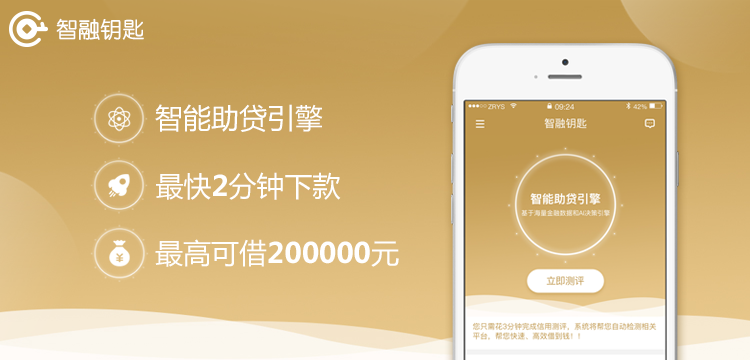 智融钥匙
智能助贷引擎
最快2分钟下款
最高可借200000元
ZRYS
09:24
42%
智融钥匙
智能助贷引擎
基于海量金融数据和AI决策引擎
立即测评
您只需花3分钟完成信用测评，系统将帮您自动检测相关
平台，帮您快速、高效借到钱！！